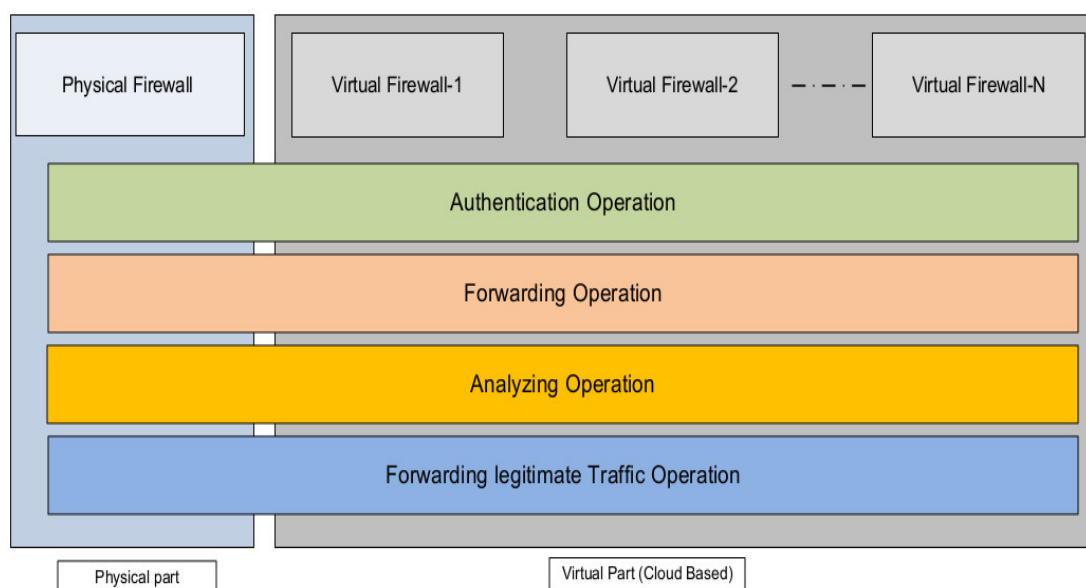 Physical Firewall
Virtual Firewall-1
Virtual Firewall-2
Virtual Firewall-N
Authentication Operation
Forwarding Operation
Analyzing Operation
Forwarding legitimate Traffic Operation
Physical part
Virtual Part (Cloud Based)